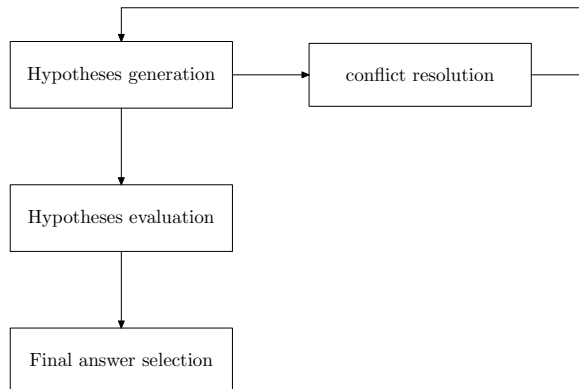 Hypotheses generation
conflict resolution
Hypotheses evaluation
Final answer selection